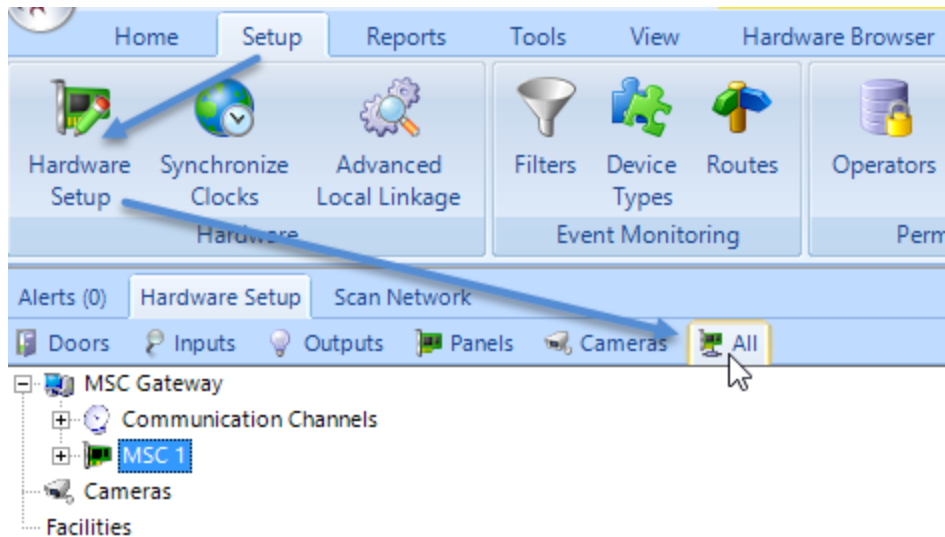 Home Setup Reports Tools View Hardware Browser
Hardware Setup Synchronize Clocks Advanced Local Linkage Filters Device Types Routes Operators
Hardware Event Monitoring Perm
Alerts (0) Hardware Setup Scan Network
Doors Inputs Outputs Panels Cameras All
MSC Gateway
Communication Channels
MSC 1
Cameras
Facilities